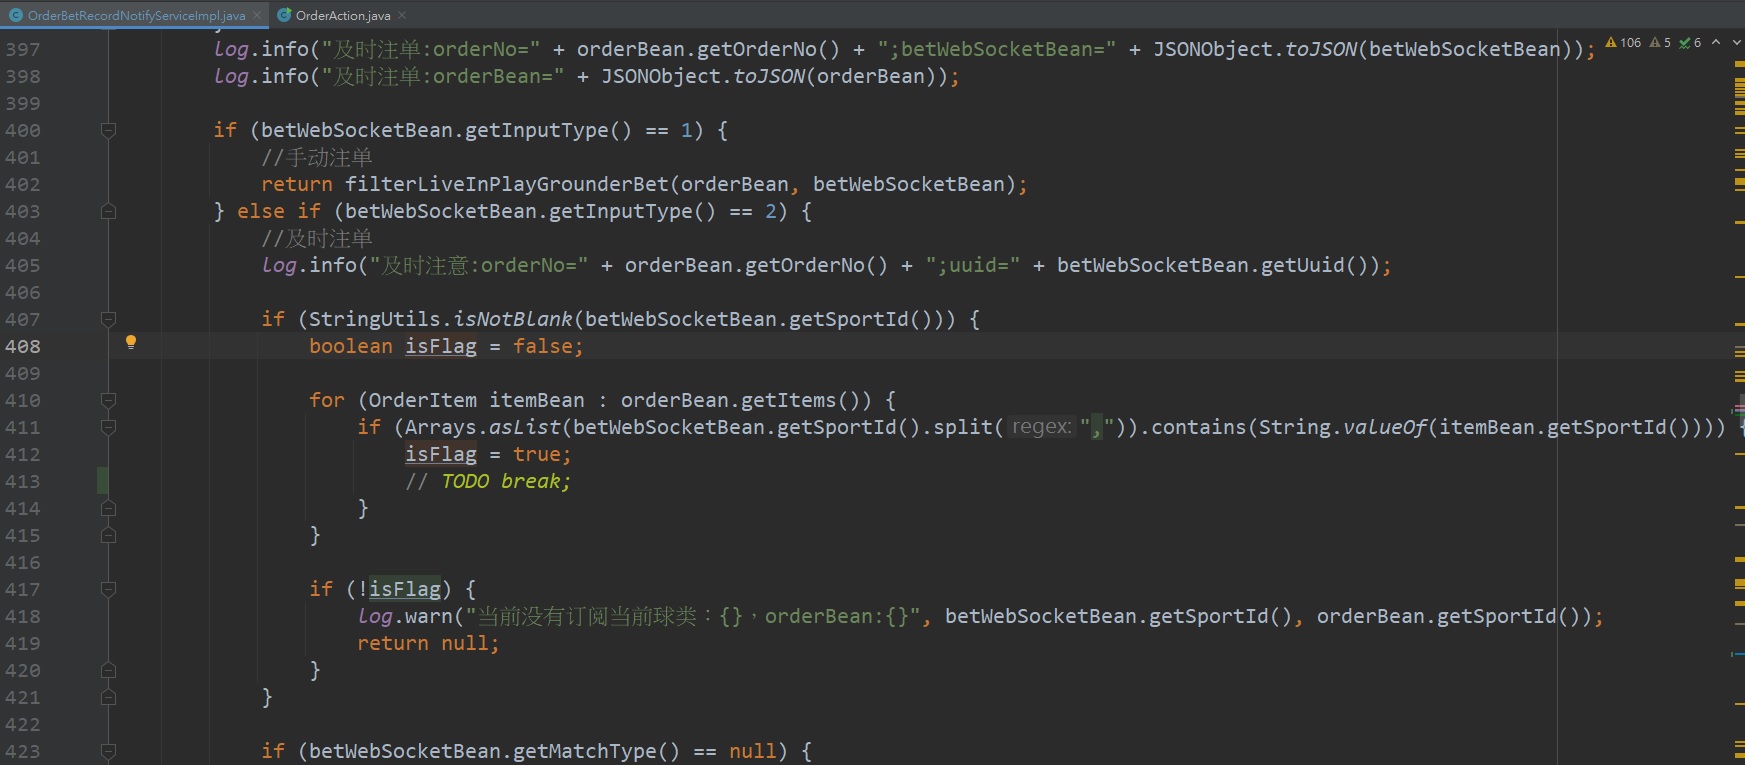 OrderBetRecordNotifyServiceImpl.java OrderAction.java
106 5 6
397 log.info("及时注单:orderNo=" + orderBean.getOrderNo() + ";betWebSocketBean=" + JSONObject.toJSON(betWebSocketBean));
398 log.info("及时注单:orderBean=" + JSONObject.toJSON(orderBean));
399
400 if (betWebSocketBean.getInputType() == 1) {
401 //手动注单
402 return filterLiveInPlayGrounderBet(orderBean, betWebSocketBean);
403 } else if (betWebSocketBean.getInputType() == 2) {
404 //及时注单
405 log.info("及时注意:orderNo=" + orderBean.getOrderNo() + ";uuid=" + betWebSocketBean.getUuid());
406
407 if (StringUtils.isNotBlank(betWebSocketBean.getSportId())) {
408 boolean isFlag = false;
409
410 for (OrderItem itemBean : orderBean.getItems()) {
411 if (Arrays.asList(betWebSocketBean.getSportId().split( regex: ",")).contains(String.valueOf(itemBean.getSportId()))) {
412 isFlag = true;
413 // TODO break;
414 }
415 }
416
417 if (!isFlag) {
418 log.warn("当前没有订阅当前球类：{}，orderBean:{}", betWebSocketBean.getSportId(), orderBean.getSportId());
419 return null;
420 }
421 }
422
423 if (betWebSocketBean.getMatchType() == null) {